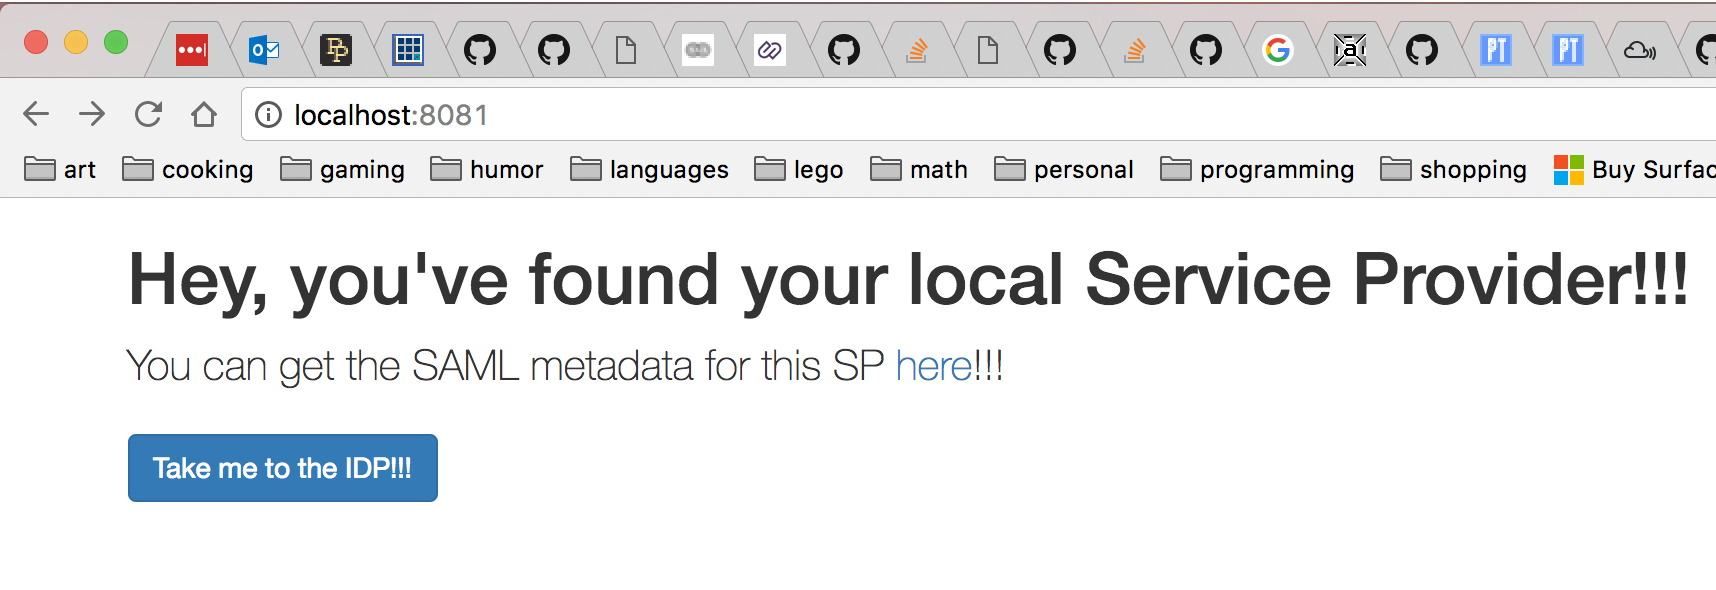 localhost:8081
art cooking gaming humor languages lego math personal programming shopping Buy Surfac
Hey, you've found your local Service Provider!!!
You can get the SAML metadata for this SP here!!!
Take me to the IDP!!!